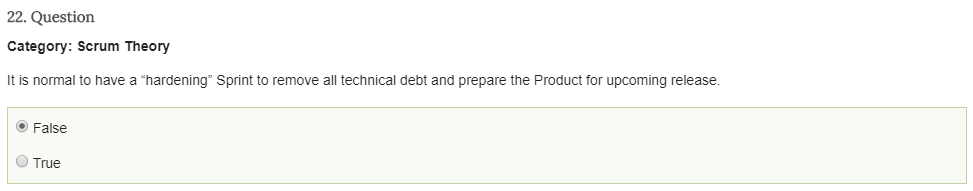 22. Question
Category: Scrum Theory
It is normal to have a “hardening” Sprint to remove all technical debt and prepare the Product for upcoming release.
False
True